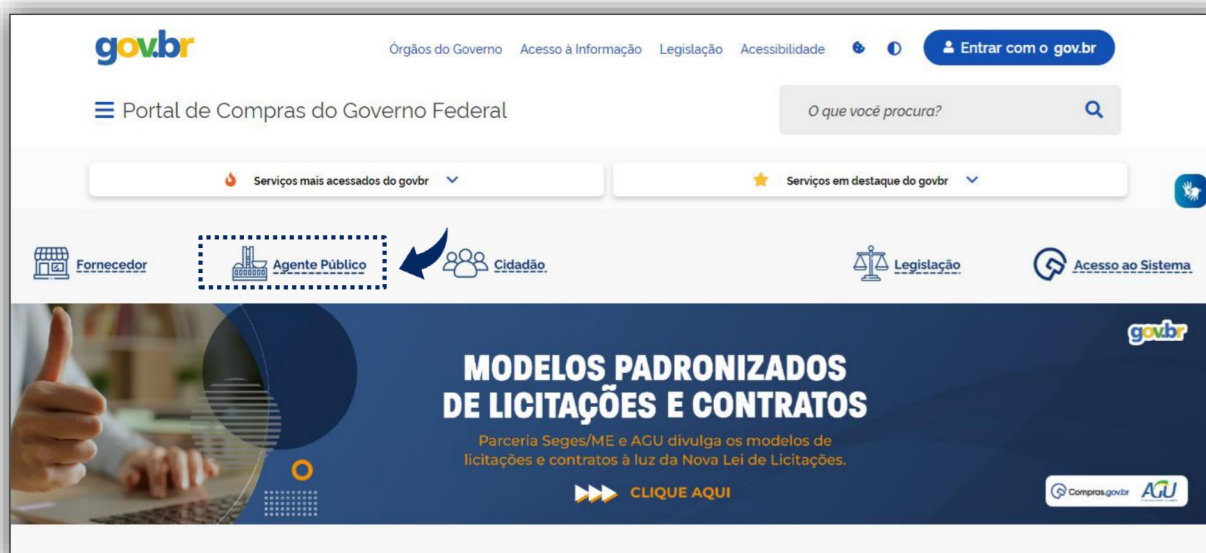 gov.br
Órgãos do Governo Acesso à Informação Legislação Acessibilidade Entrar com o gov.br
Portal de Compras do Governo Federal
O que você procura?
Serviços mais acessados do govbr
Serviços em destaque do govbr
Fornecedor
Agente Público
Cidadão
Legislação
Acesso ao Sistema
gov.br
MODELOS PADRONIZADOS
DE LICITAÇÕES E CONTRATOS
Parceria Seges/ME e AGU divulga os modelos de
licitações e contratos à luz da Nova Lei de Licitações.
CLIQUE AQUI
Compras.gov.br AGU